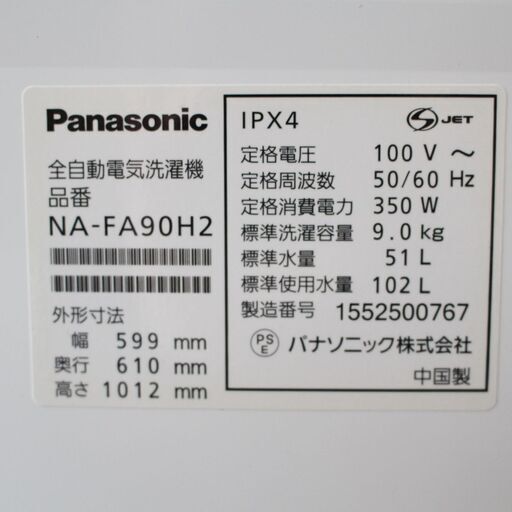 Panasonic
全自動電気洗濯機
品番
NA-FA90H2
外形寸法
幅 599 mm
奥行 610 mm
高さ 1012 mm
IPX4 S JET
定格電圧 100 V ～
定格周波数 50/60 Hz
定格消費電力 350 W
標準洗濯容量 9.0 kg
標準水量 51 L
標準使用水量 102 L
製造番号 1552500767
PS E パナソニック株式会社
中国製